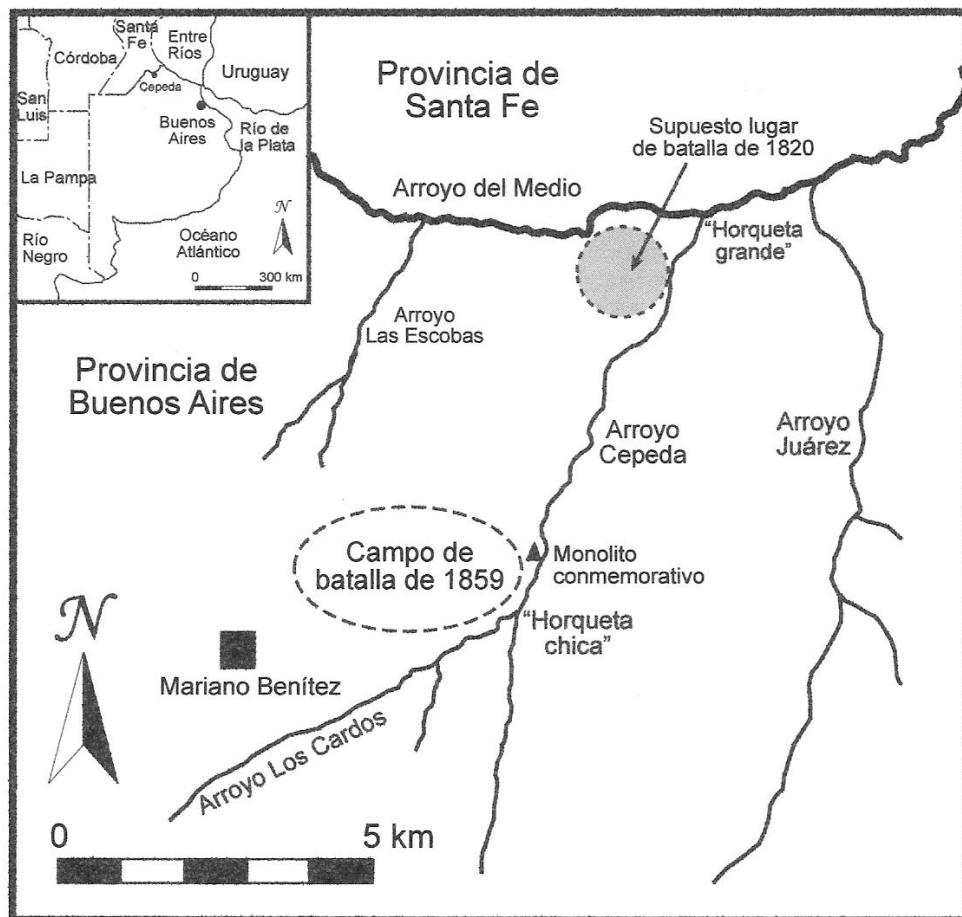 Santa
Fe
Entre
Ríos
Córdoba
Uruguay
Cepeda
San
Luis
Buenos
Aires
Río de
la Plata
La Pampa
N
Río
Negro
Océano
Atlántico
0 300 km
Provincia de
Santa Fe
Supuesto lugar
de batalla de 1820
Arroyo del Medio
"Horqueta
grande"
Arroyo
Las Escobas
Provincia de
Buenos Aires
Arroyo
Cepeda
Arroyo
Juárez
Campo de
batalla de 1859
Monolito
conmemorativo
"Horqueta
chica"
N
Mariano Benítez
Arroyo Los Cardos
0 5 km